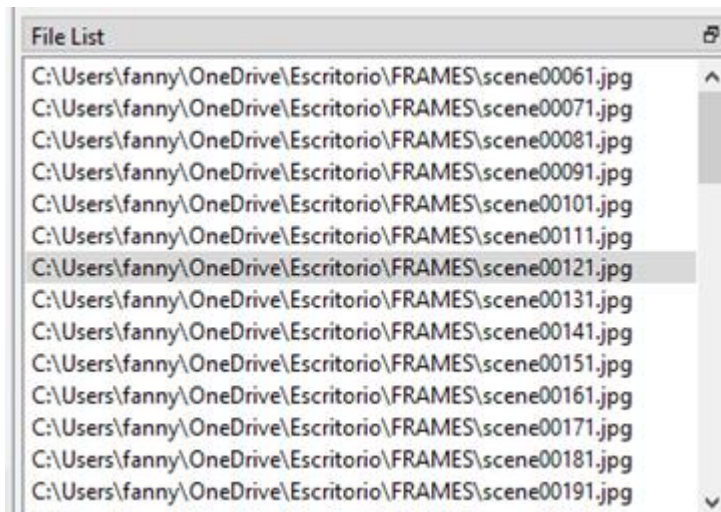 File List
C:\Users\fanny\OneDrive\Escritorio\FRAMES\scene00061.jpg
C:\Users\fanny\OneDrive\Escritorio\FRAMES\scene00071.jpg
C:\Users\fanny\OneDrive\Escritorio\FRAMES\scene00081.jpg
C:\Users\fanny\OneDrive\Escritorio\FRAMES\scene00091.jpg
C:\Users\fanny\OneDrive\Escritorio\FRAMES\scene00101.jpg
C:\Users\fanny\OneDrive\Escritorio\FRAMES\scene00111.jpg
C:\Users\fanny\OneDrive\Escritorio\FRAMES\scene00121.jpg
C:\Users\fanny\OneDrive\Escritorio\FRAMES\scene00131.jpg
C:\Users\fanny\OneDrive\Escritorio\FRAMES\scene00141.jpg
C:\Users\fanny\OneDrive\Escritorio\FRAMES\scene00151.jpg
C:\Users\fanny\OneDrive\Escritorio\FRAMES\scene00161.jpg
C:\Users\fanny\OneDrive\Escritorio\FRAMES\scene00171.jpg
C:\Users\fanny\OneDrive\Escritorio\FRAMES\scene00181.jpg
C:\Users\fanny\OneDrive\Escritorio\FRAMES\scene00191.jpg